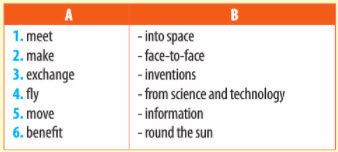 A B
1. meet - into space
2. make - face-to-face
3. exchange - inventions
4. fly - from science and technology
5. move - information
6. benefit - round the sun